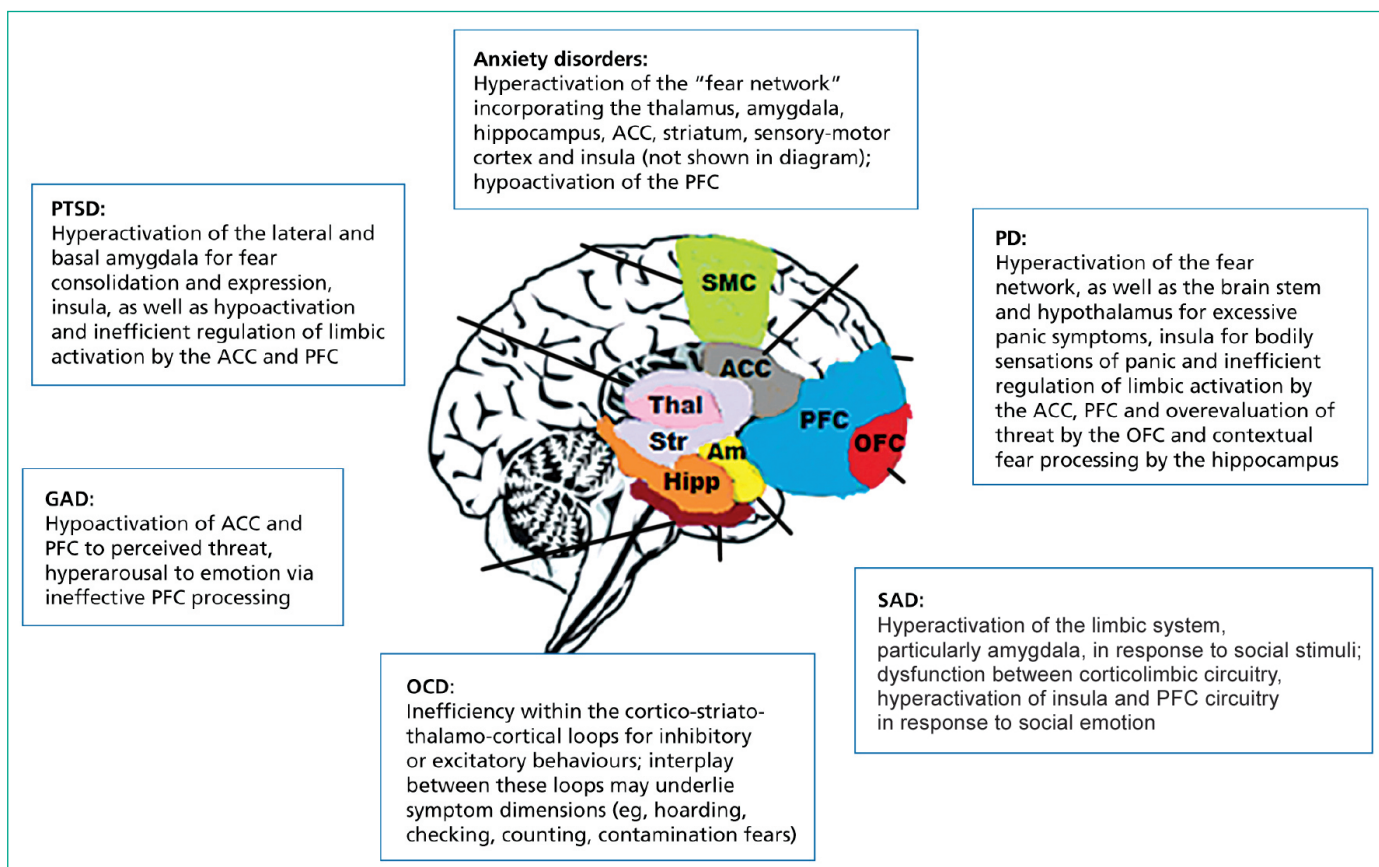 Anxiety disorders:
Hyperactivation of the “fear network”
incorporating the thalamus, amygdala,
hippocampus, ACC, striatum, sensory-motor
cortex and insula (not shown in diagram);
hypoactivation of the PFC
PTSD:
Hyperactivation of the lateral and
basal amygdala for fear
consolidation and expression,
insula, as well as hypoactivation
and inefficient regulation of limbic
activation by the ACC and PFC
PD:
Hyperactivation of the fear
network, as well as the brain stem
and hypothalamus for excessive
panic symptoms, insula for bodily
sensations of panic and inefficient
regulation of limbic activation by
the ACC, PFC and overevaluation of
threat by the OFC and contextual
fear processing by the hippocampus
SMC
ACC
Thal
PFC
Str
Am
OFC
Hipp
GAD:
Hypoactivation of ACC and
PFC to perceived threat,
hyperarousal to emotion via
ineffective PFC processing
SAD:
Hyperactivation of the limbic system,
particularly amygdala, in response to social stimuli;
dysfunction between corticolimbic circuitry,
hyperactivation of insula and PFC circuitry
in response to social emotion
OCD:
Inefficiency within the cortico-striato-
thalamo-cortical loops for inhibitory
or excitatory behaviours; interplay
between these loops may underlie
symptom dimensions (eg, hoarding,
checking, counting, contamination fears)